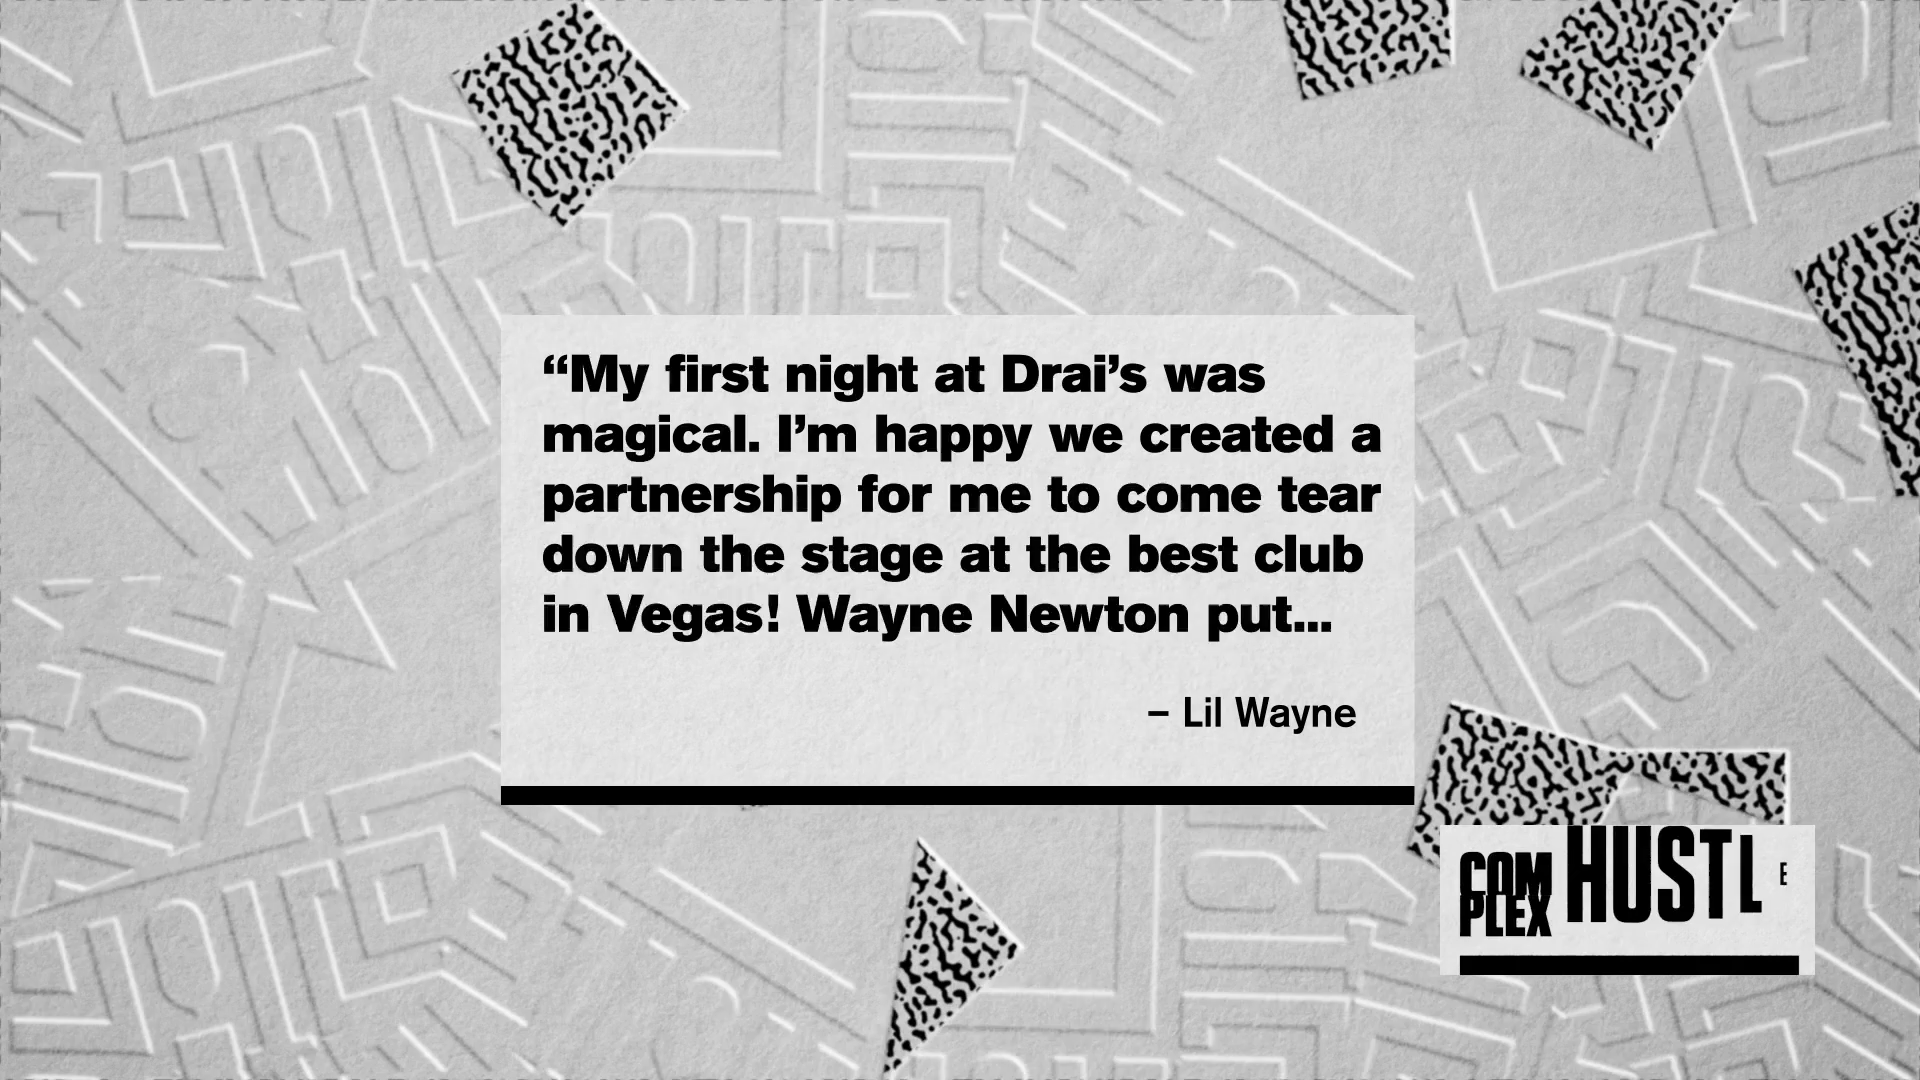 “My first night at Drai’s was
magical. I’m happy we created a
partnership for me to come tear
down the stage at the best club
in Vegas! Wayne Newton put...
– Lil Wayne
COM
PLEX
HUSTLE